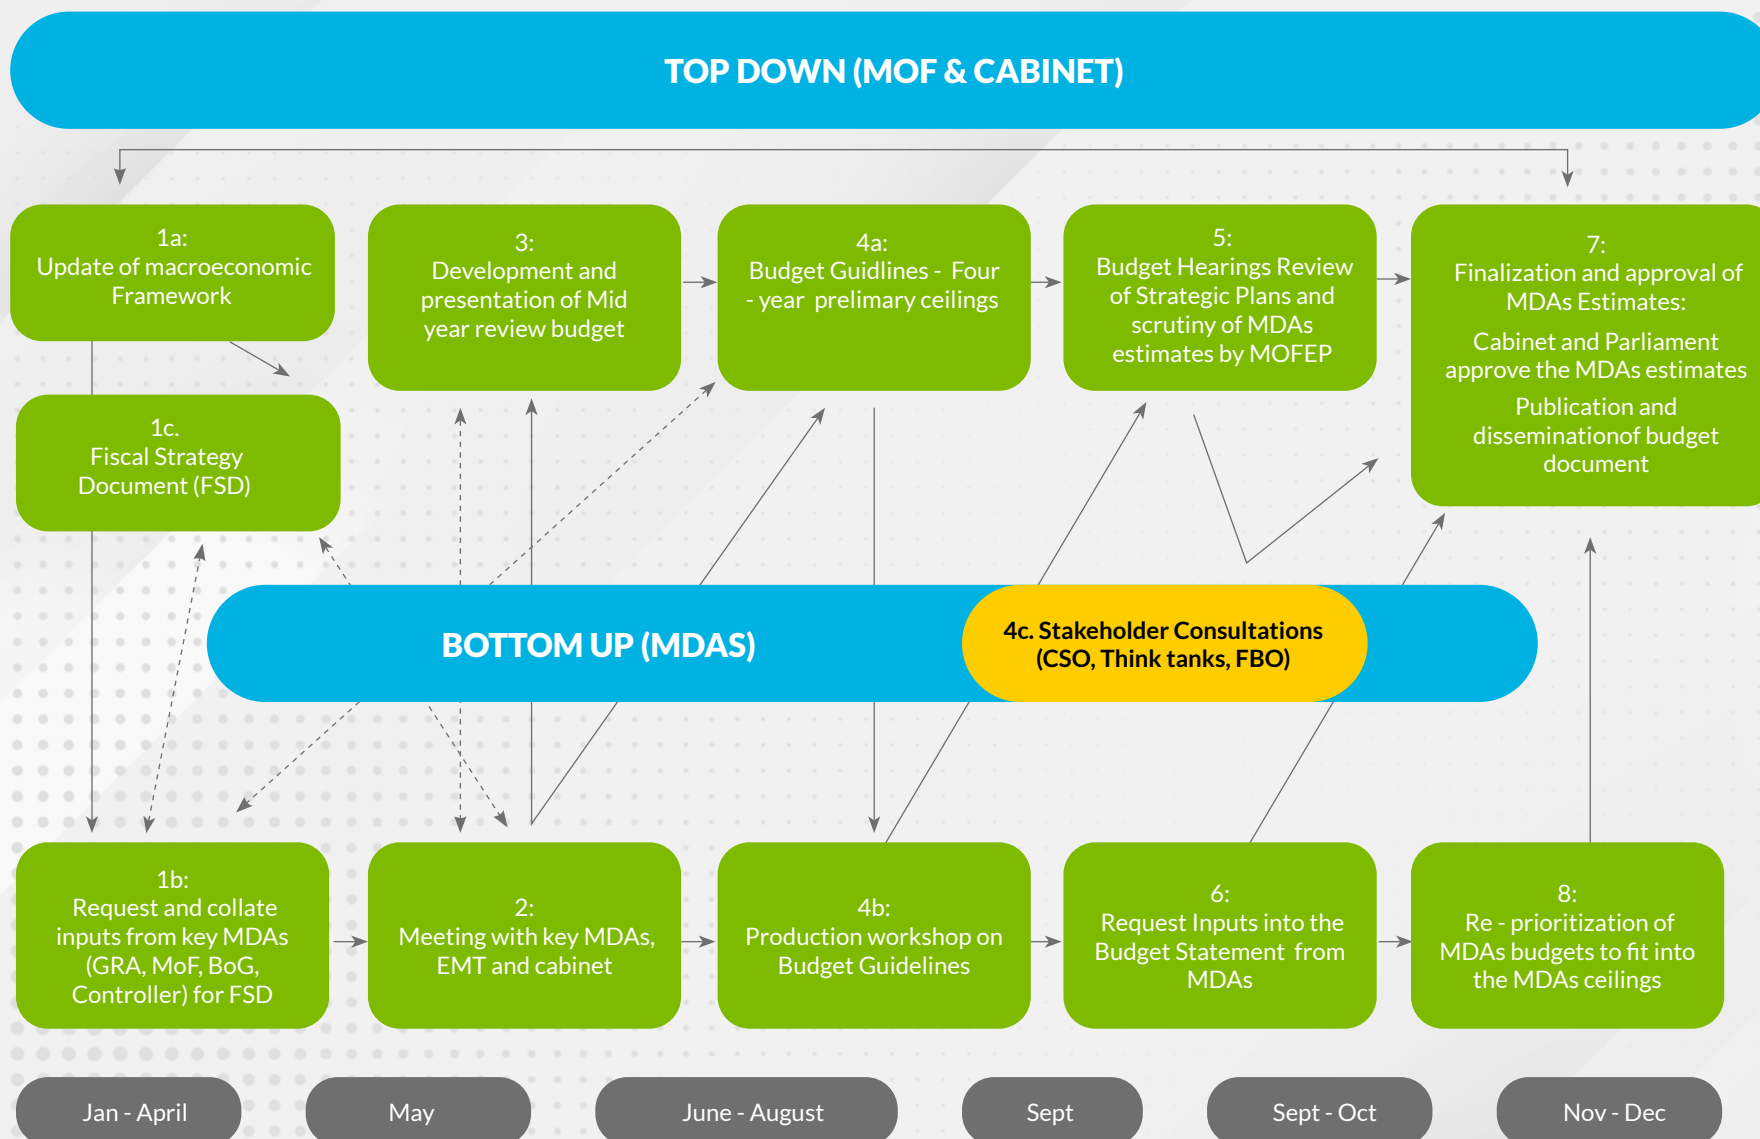 TOP DOWN (MOF & CABINET)
1a:
Update of macroeconomic
Framework
1c.
Fiscal Strategy
Document (FSD)
3:
Development and
presentation of Mid
year review budget
4a:
Budget Guidlines - Four
- year prelimary ceilings
5:
Budget Hearings Review
of Strategic Plans and
scrutiny of MDAs
estimates by MOFEP
7:
Finalization and approval of
MDAs Estimates:
Cabinet and Parliament
approve the MDAs estimates
Publication and
disseminationof budget
document
BOTTOM UP (MDAS)
4c. Stakeholder Consultations
(CSO, Think tanks, FBO)
1b:
Request and collate
inputs from key MDAs
(GRA, MoF, BoG,
Controller) for FSD
2:
Meeting with key MDAs,
EMT and cabinet
4b:
Production workshop on
Budget Guidelines
6:
Request Inputs into the
Budget Statement from
MDAs
8:
Re - prioritization of
MDAs budgets to fit into
the MDAs ceilings
Jan - April
May
June - August
Sept
Sept - Oct
Nov - Dec